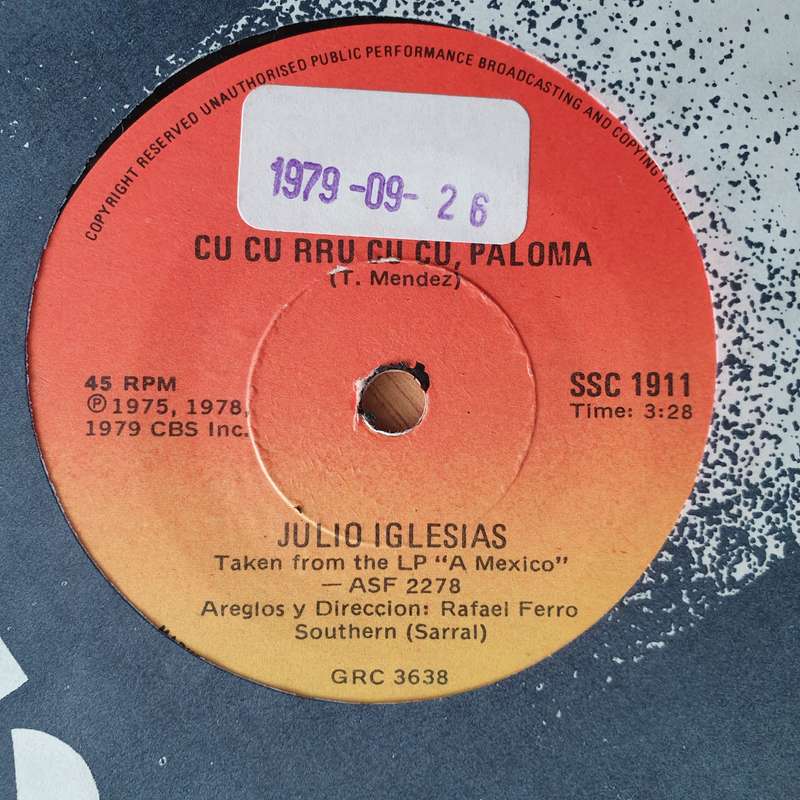 COPYRIGHT RESERVED UNAUTHORISED PUBLIC PERFORMANCE BROADCASTING AND COPYING
1979 -09- 26
CU CU RRU CU CU, PALOMA
(T. Mendez)
45 RPM
℗ 1975, 1978,
1979 CBS Inc.
SSC 1911
Time: 3:28
JULIO IGLESIAS
Taken from the LP “A Mexico”
— ASF 2278
Areglos y Direccion: Rafael Ferro
Southern (Sarral)
GRC 3638